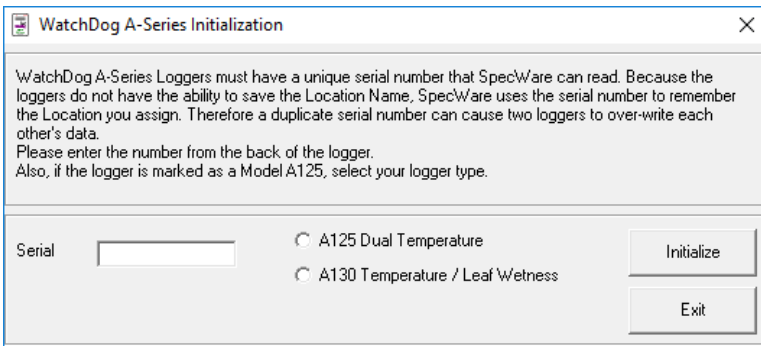 WatchDog A-Series Initialization
WatchDog A-Series Loggers must have a unique serial number that SpecWare can read. Because the
loggers do not have the ability to save the Location Name, SpecWare uses the serial number to remember
the Location you assign. Therefore a duplicate serial number can cause two loggers to over-write each
other's data.
Please enter the number from the back of the logger.
Also, if the logger is marked as a Model A125, select your logger type.
Serial
A125 Dual Temperature
A130 Temperature / Leaf Wetness
Initialize
Exit